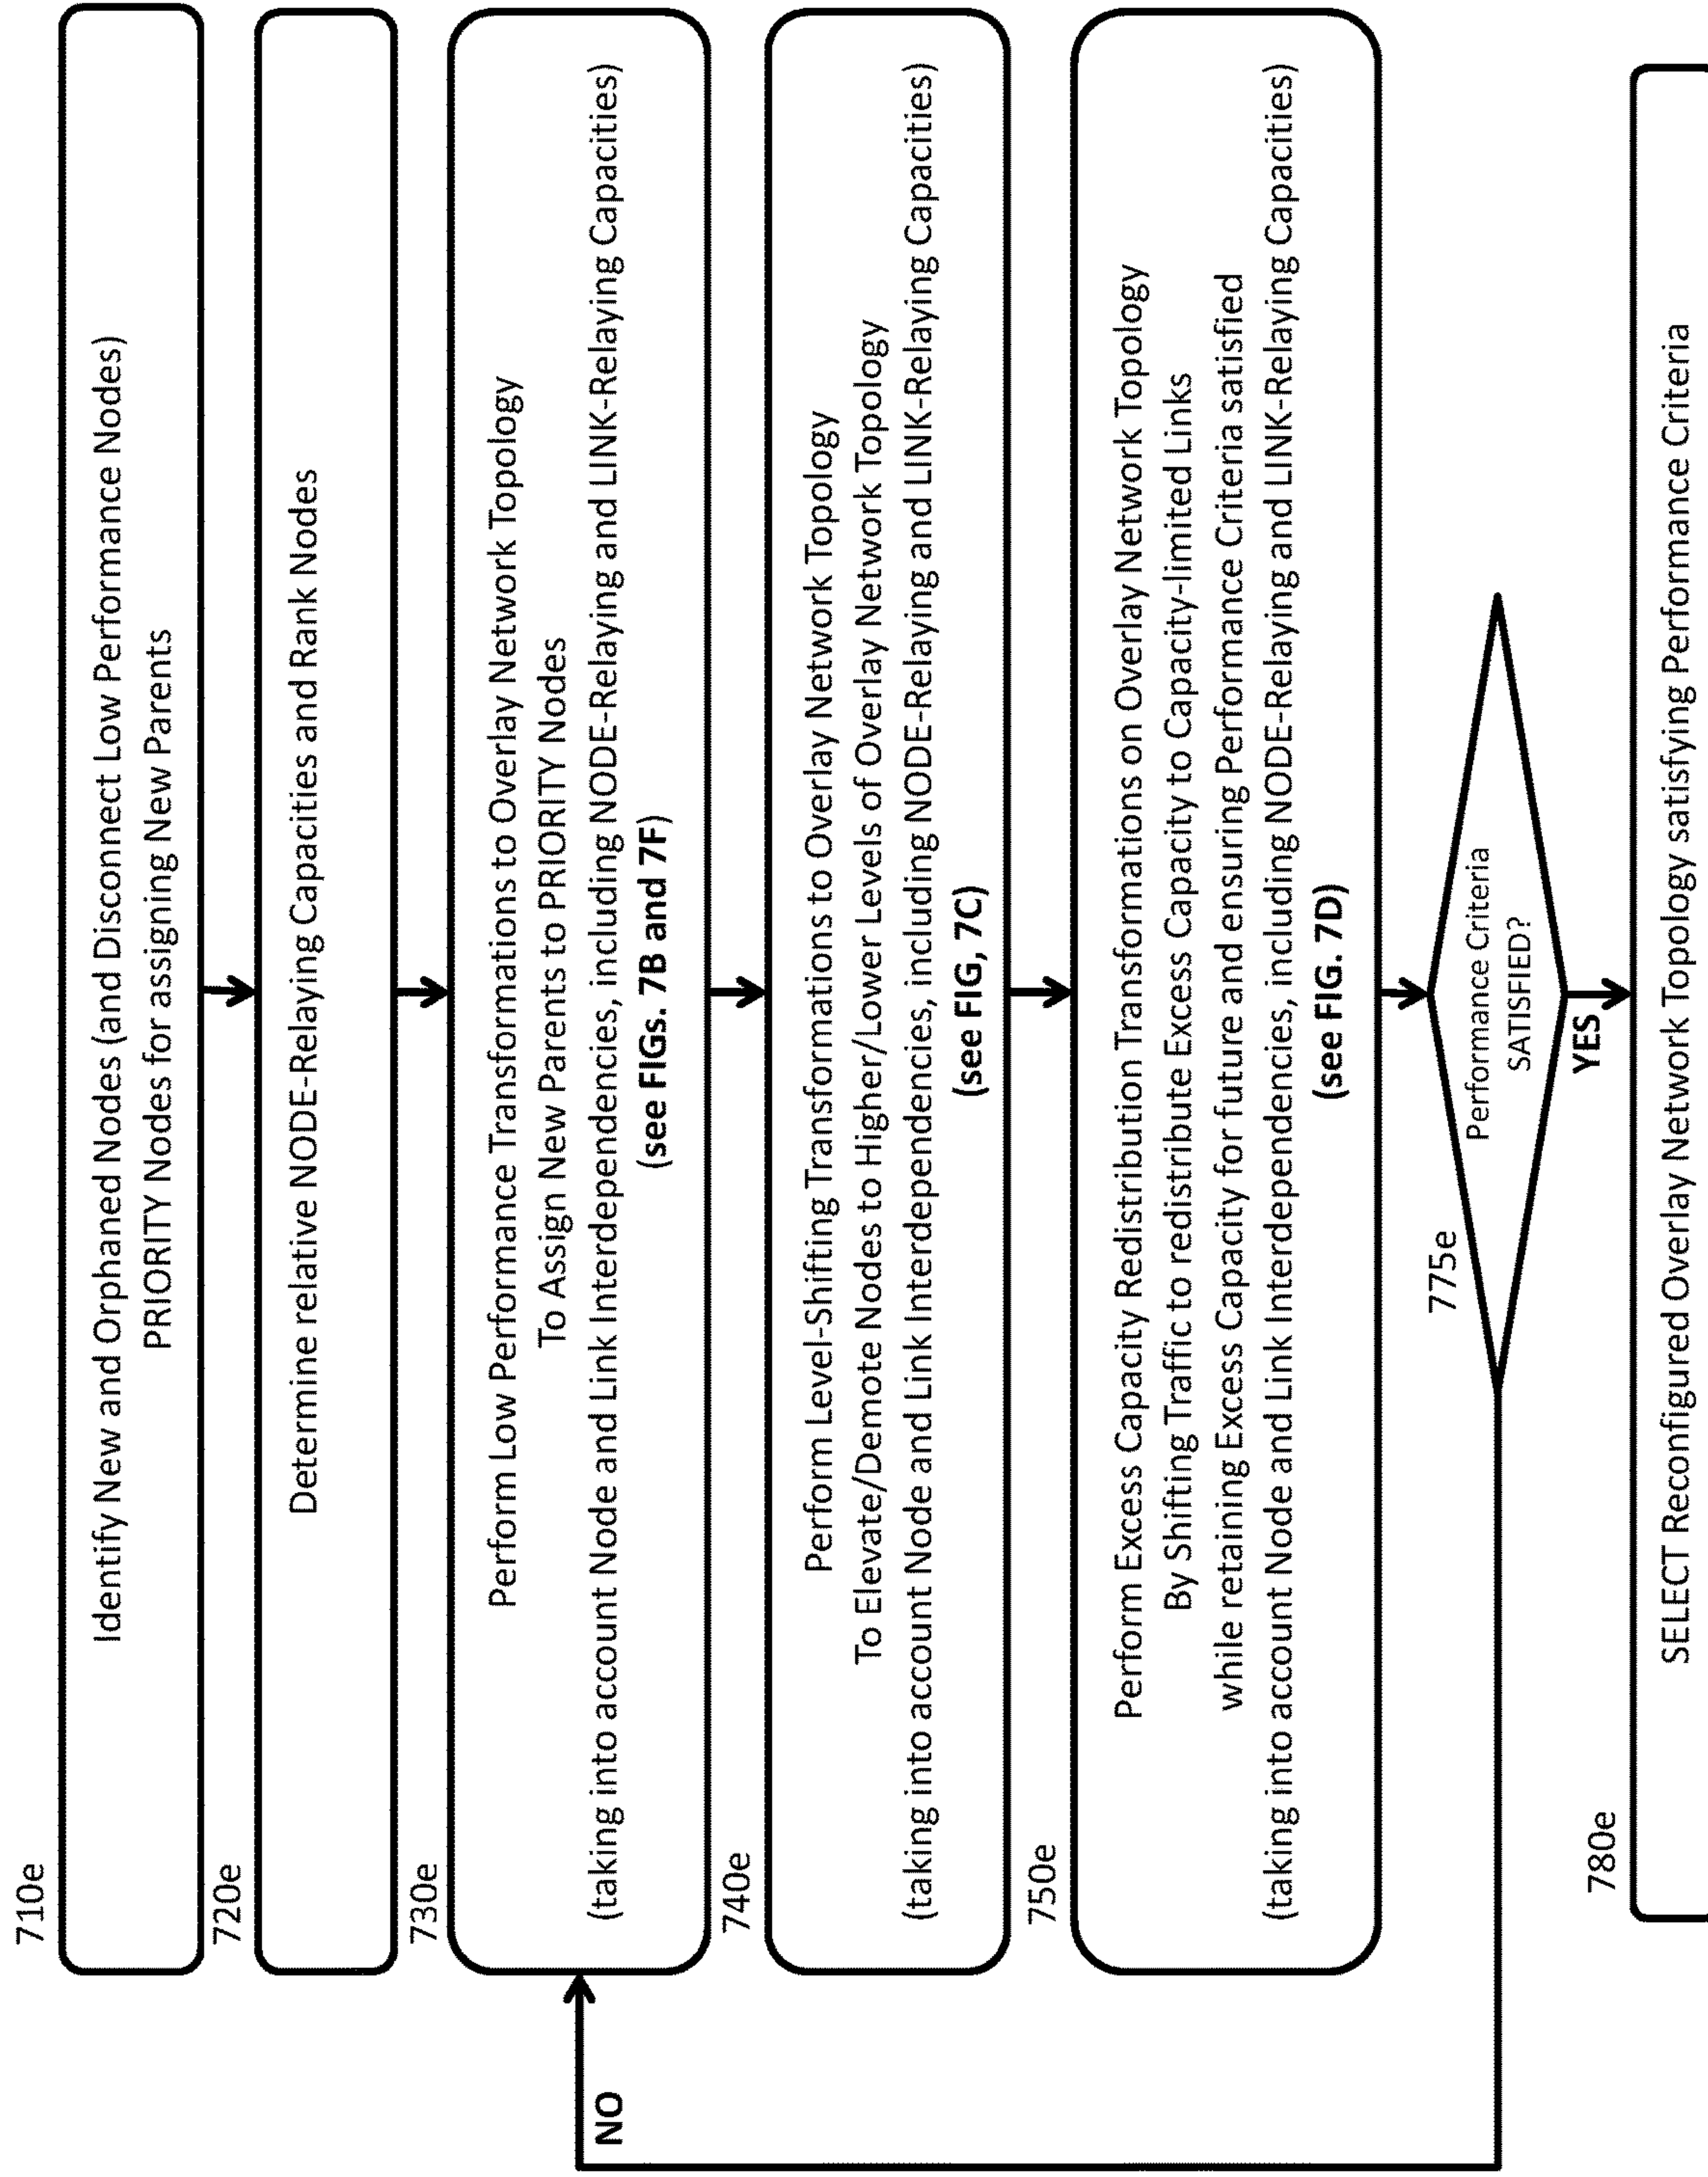 710e
Identify New and Orphaned Nodes (and Disconnect Low Performance Nodes)
PRIORITY Nodes for assigning New Parents
720e
Determine relative NODE-Relaying Capacities and Rank Nodes
730e
Perform Low Performance Transformations to Overlay Network Topology
To Assign New Parents to PRIORITY Nodes
(taking into account Node and Link Interdependencies, including NODE-Relaying and LINK-Relaying Capacities)
(see FIGs. 7B and 7F)
740e
Perform Level-Shifting Transformations to Overlay Network Topology
To Elevate/Demote Nodes to Higher/Lower Levels of Overlay Network Topology
(taking into account Node and Link Interdependencies, including NODE-Relaying and LINK-Relaying Capacities)
(see FIG, 7C)
750e
Perform Excess Capacity Redistribution Transformations on Overlay Network Topology
By Shifting Traffic to redistribute Excess Capacity to Capacity-limited Links
while retaining Excess Capacity for future and ensuring Performance Criteria satisfied
(taking into account Node and Link Interdependencies, including NODE-Relaying and LINK-Relaying Capacities)
(see FIG. 7D)
775e
Performance Criteria
SATISFIED?
NO
YES
780e
SELECT Reconfigured Overlay Network Topology satisfying Performance Criteria